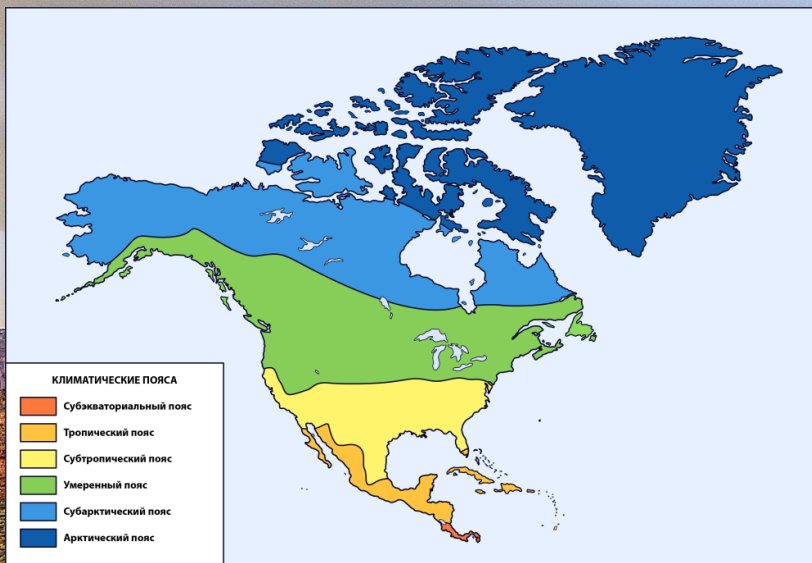 КЛИМАТИЧЕСКИЕ ПОЯСА
Субэкваториальный пояс
Тропический пояс
Субтропический пояс
Умеренный пояс
Субарктический пояс
Арктический пояс